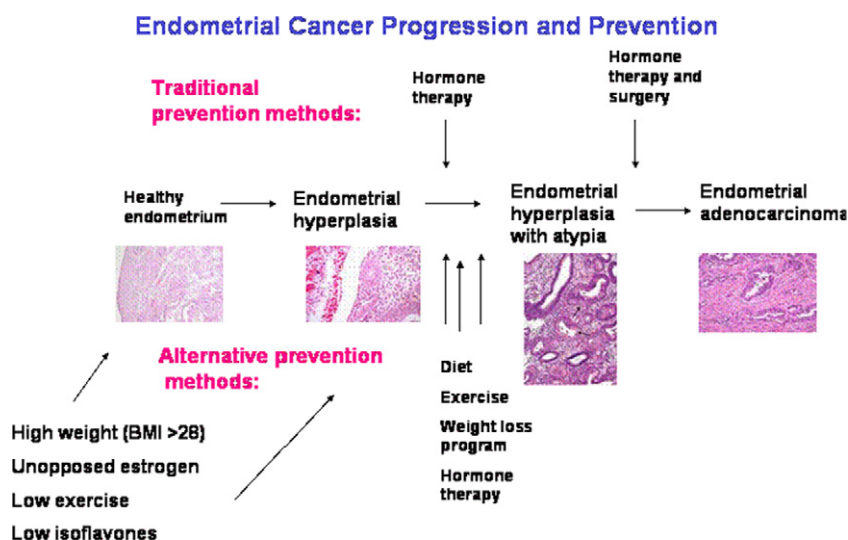 Endometrial Cancer Progression and Prevention
Traditional
prevention methods:
Hormone
therapy
Hormone
therapy and
surgery
Healthy
endometrium
Endometrial
hyperplasia
Endometrial
hyperplasia
with atypia
Endometrial
adenocarcinoma
Alternative prevention
methods:
High weight (BMI >28)
Unopposed estrogen
Low exercise
Low isoflavones
Diet
Exercise
Weight loss
program
Hormone
therapy